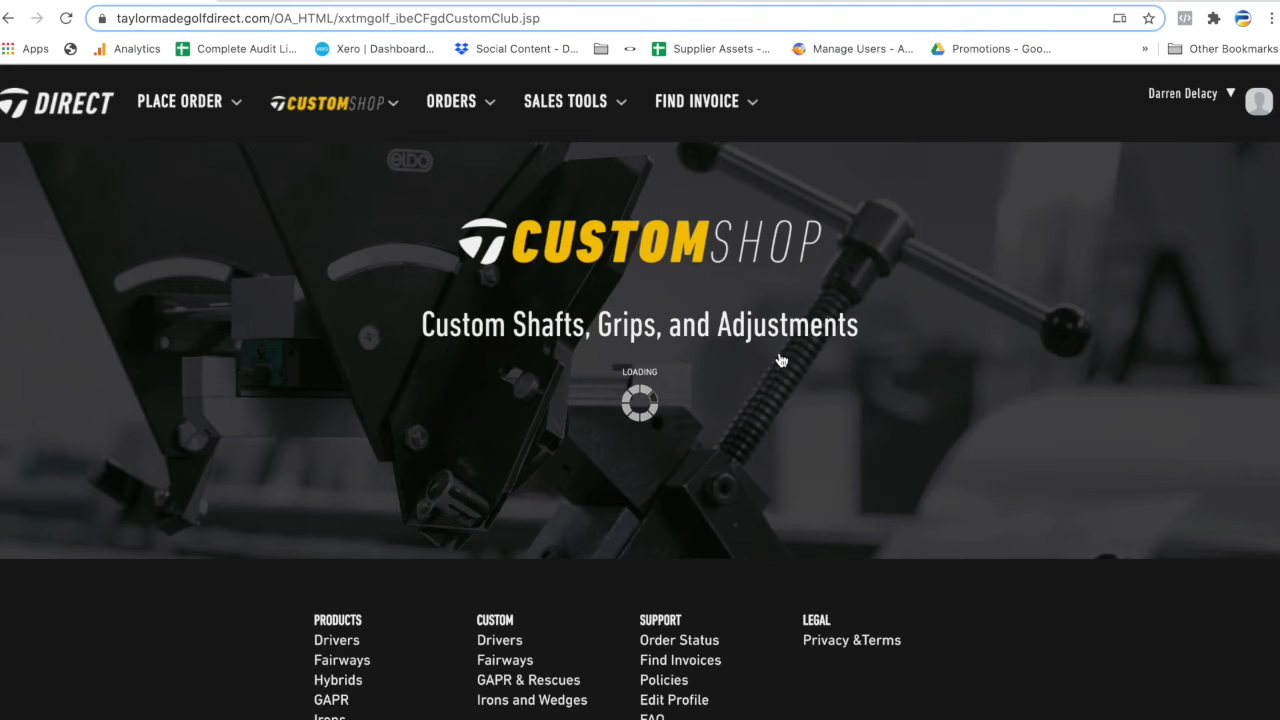 taylormadegolfdirect.com/OA_HTML/xxtmgolf_ibeCFgdCustomClub.jsp
Apps Analytics Complete Audit Li... Xero | Dashboard... Social Content - D... Supplier Assets -... Manage Users - A... Promotions - Goo... » Other Bookmarks
DIRECT PLACE ORDER CUSTOMSHOP ORDERS SALES TOOLS FIND INVOICE Darren Delacy
CUSTOMSHOP
Custom Shafts, Grips, and Adjustments
LOADING
PRODUCTS
Drivers
Fairways
Hybrids
GAPR
Irons
CUSTOM
Drivers
Fairways
GAPR & Rescues
Irons and Wedges
SUPPORT
Order Status
Find Invoices
Policies
Edit Profile
FAQ
LEGAL
Privacy &Terms